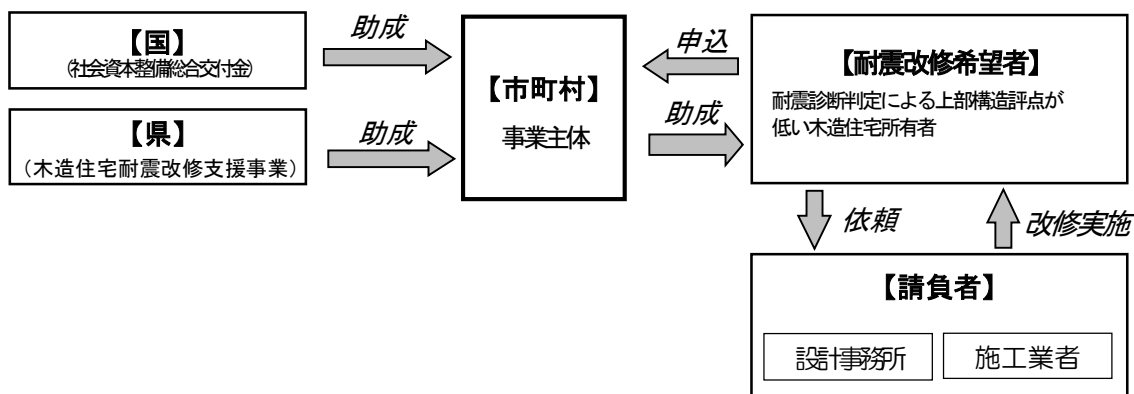 【国】
(社会資本整備総合交付金)
助成
【県】
(木造住宅耐震改修支援事業)
助成
【市町村】
事業主体
申込
助成
【耐震改修希望者】
耐震診断判定による上部構造評点が
低い木造住宅所有者
依頼
改修実施
【請負者】
設計事務所
施工業者